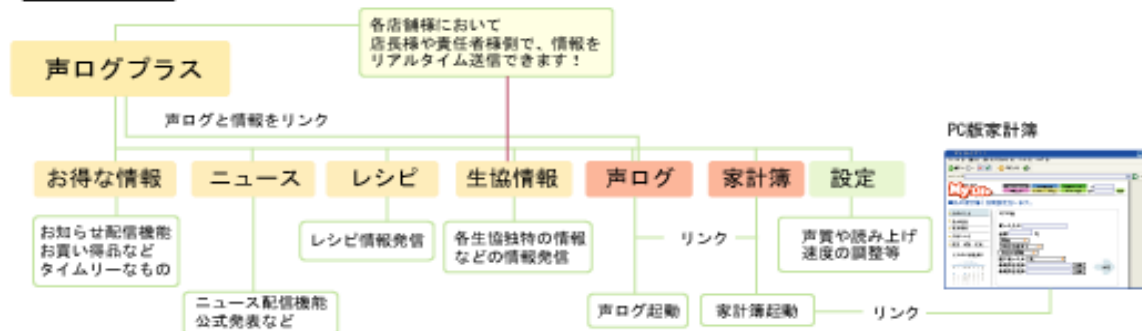 各店舗様において
店長様や責任者様側で、情報を
リアルタイム送信できます！
声ログプラス
声ログと情報をリンク
PC版家計簿
お得な情報
ニュース
レシピ
生協情報
声ログ
家計簿
設定
お知らせ配信機能
お買い得品など
タイムリーなもの
レシピ情報発信
各生協独特の情報
などの情報発信
リンク
声質や読み上げ
速度の調整等
ニュース配信機能
公式発表など
声ログ起動
家計簿起動
リンク